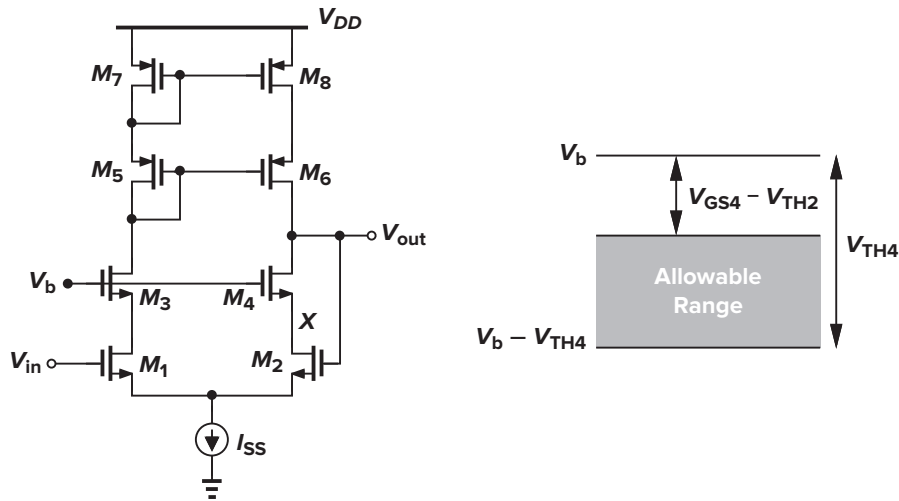 V_DD
M_7
M_8
M_5
M_6
V_out
V_b
M_3
M_4
X
V_in
M_1
M_2
I_SS
V_b
V_GS4 – V_TH2
V_TH4
Allowable
Range
V_b – V_TH4